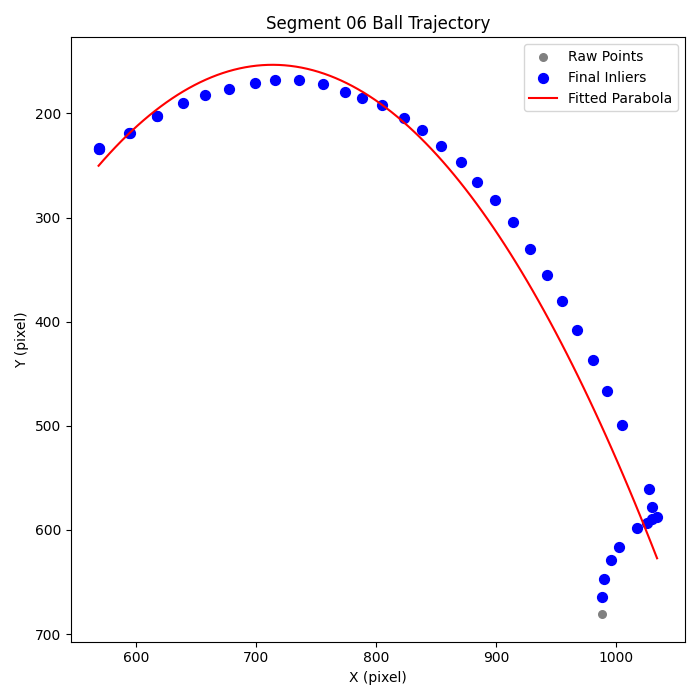 Segment 06 Ball Trajectory
Raw Points
Final Inliers
Fitted Parabola
200
300
400
500
600
700
Y (pixel)
600
700
800
900
1000
X (pixel)